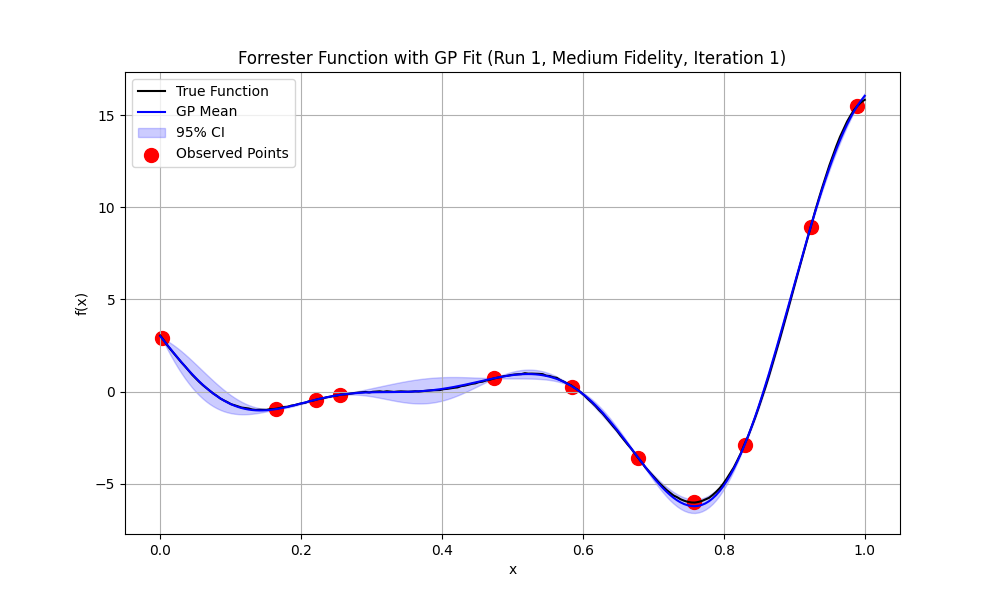 Forrester Function with GP Fit (Run 1, Medium Fidelity, Iteration 1)
True Function
GP Mean
95% CI
Observed Points
f(x)
15
10
5
0
−5
0.0 0.2 0.4 0.6 0.8 1.0
x